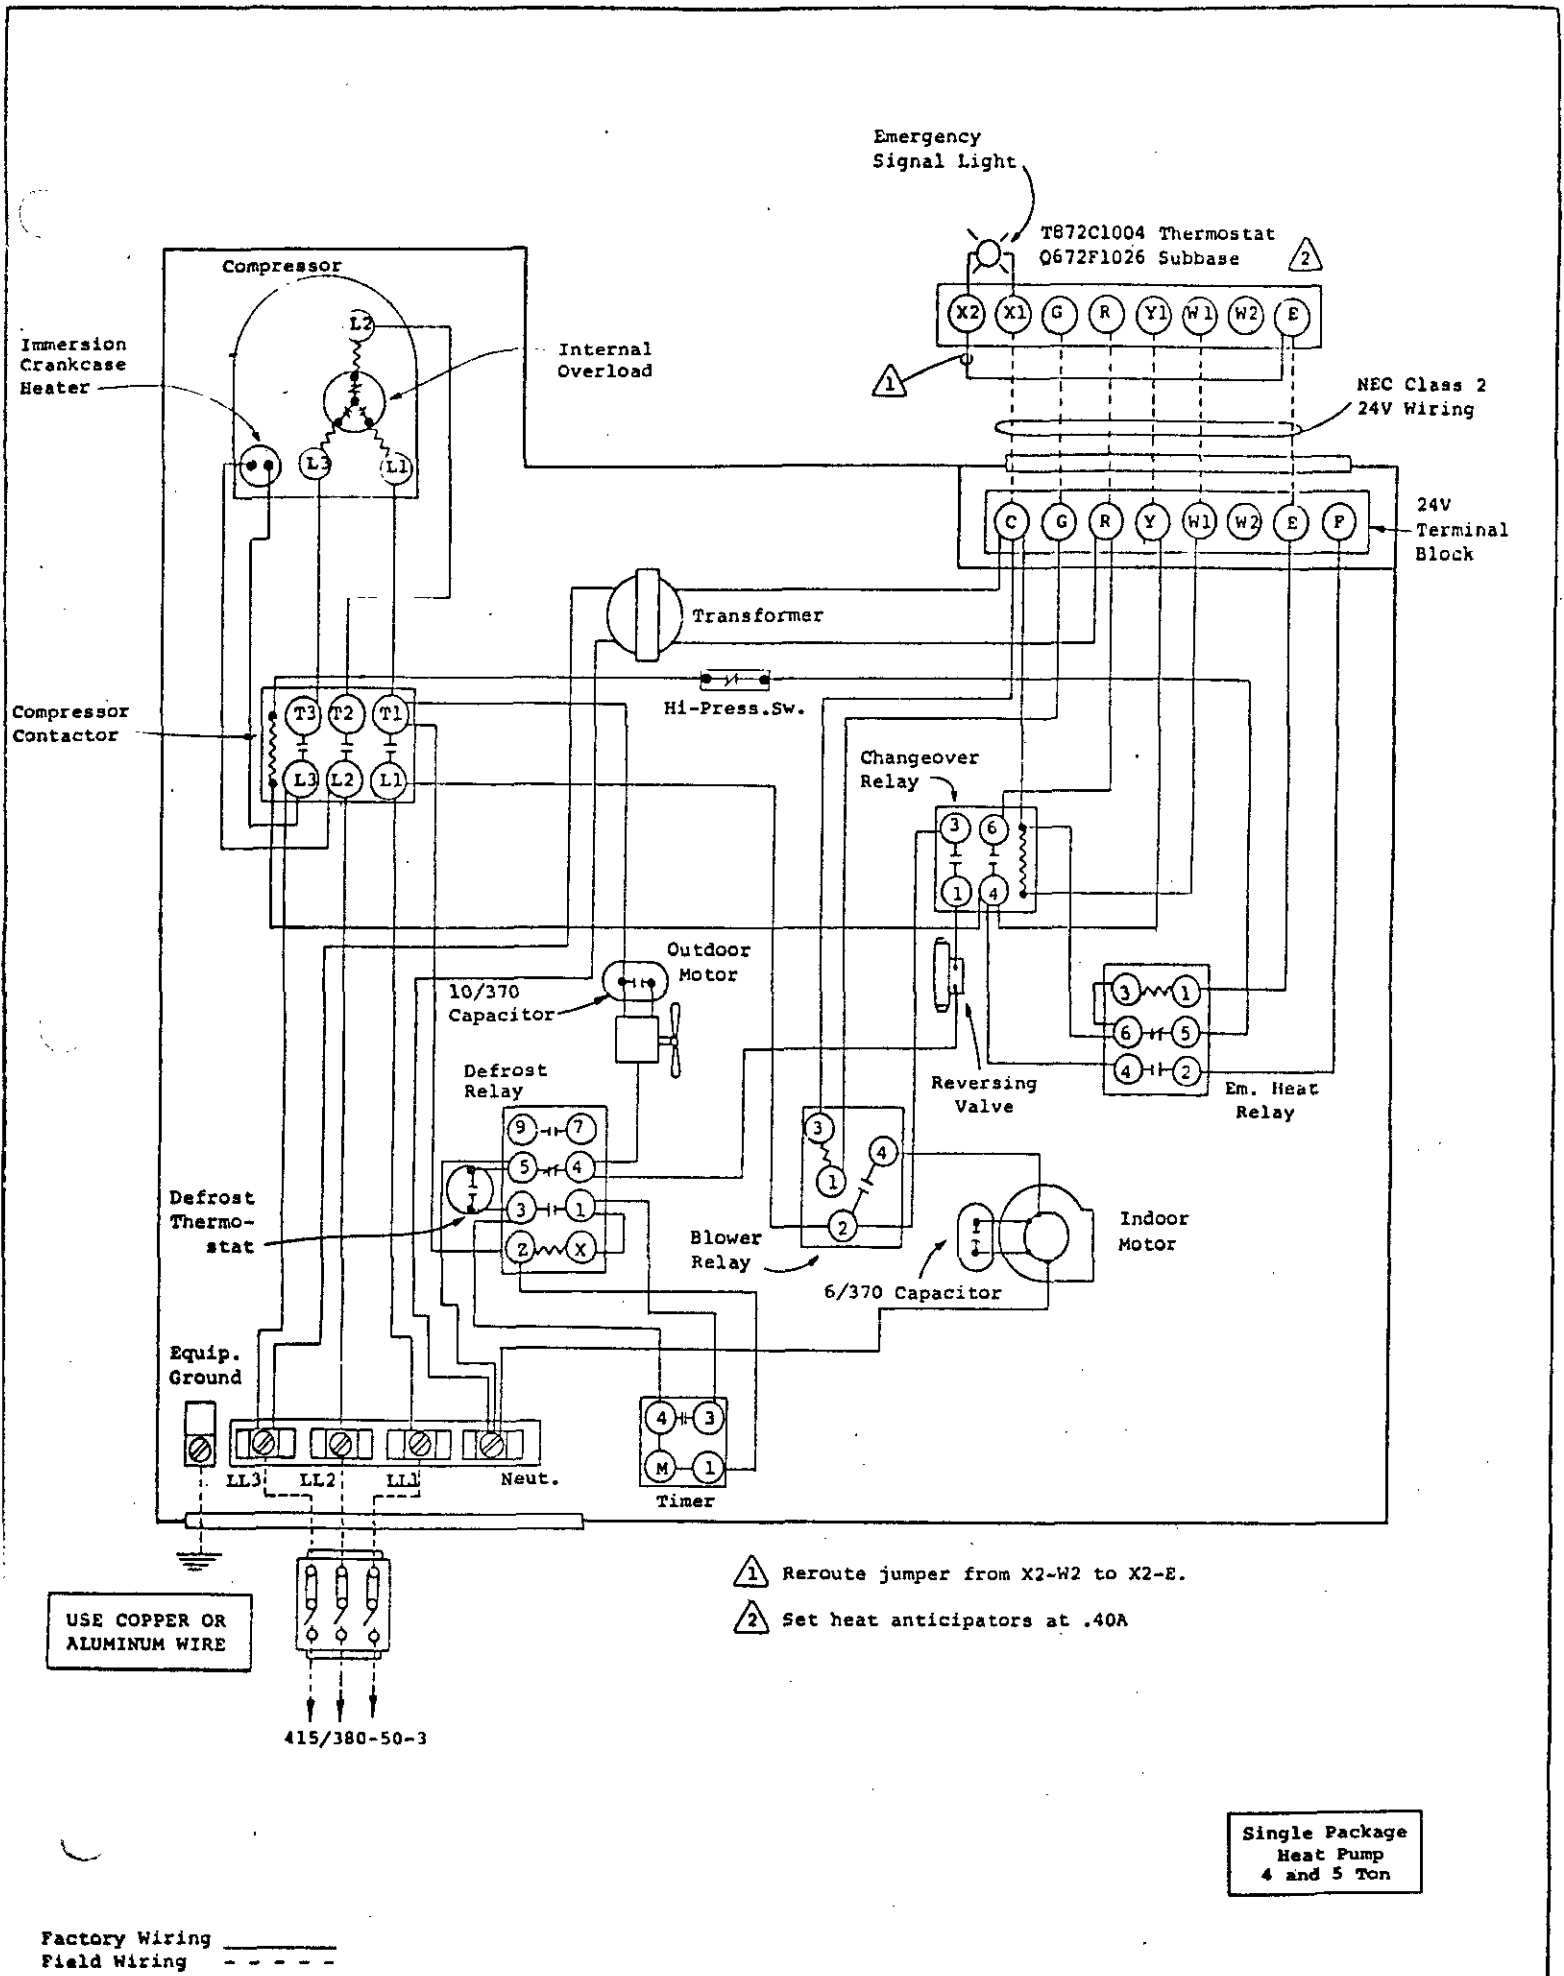 Emergency
Signal Light
T872C1004 Thermostat
Q672F1026 Subbase
2
X2 X1 G R Y1 W1 W2 E
1
NEC Class 2
24V Wiring
C G R Y W1 W2 E F
24V
Terminal
Block
Compressor
L2
Immersion
Crankcase
Heater
Internal
Overload
L3 L1
Transformer
Hi-Press.Sw.
Compressor
Contactor
T3 T2 T1
L3 L2 L1
Changeover
Relay
3 6
1 4
Outdoor
Motor
10/370
Capacitor
Reversing
Valve
3 1
6 5
4 2
Em. Heat
Relay
Defrost
Relay
9 7
5 4
3 1
Z X
Defrost
Thermo-
stat
3 4
1
2
Blower
Relay
6/370 Capacitor
Indoor
Motor
Equip.
Ground
LL3 LL2 LL1 Neut.
4 3
M 1
Timer
1 Reroute jumper from X2-W2 to X2-E.
2 Set heat anticipators at .40A
USE COPPER OR
ALUMINUM WIRE
415/380-50-3
Single Package
Heat Pump
4 and 5 Ton
Factory Wiring
Field Wiring